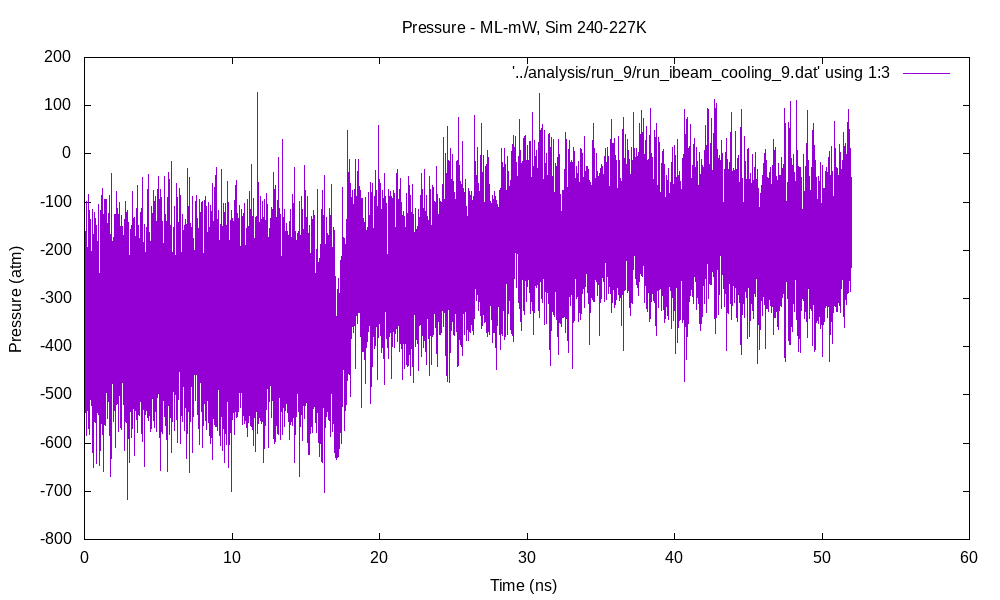 Pressure - ML-mW, Sim 240-227K
'../analysis/run_9/run_ibeam_cooling_9.dat' using 1:3
200
100
0
-100
-200
-300
-400
-500
-600
-700
-800
Pressure (atm)
0 10 20 30 40 50 60
Time (ns)